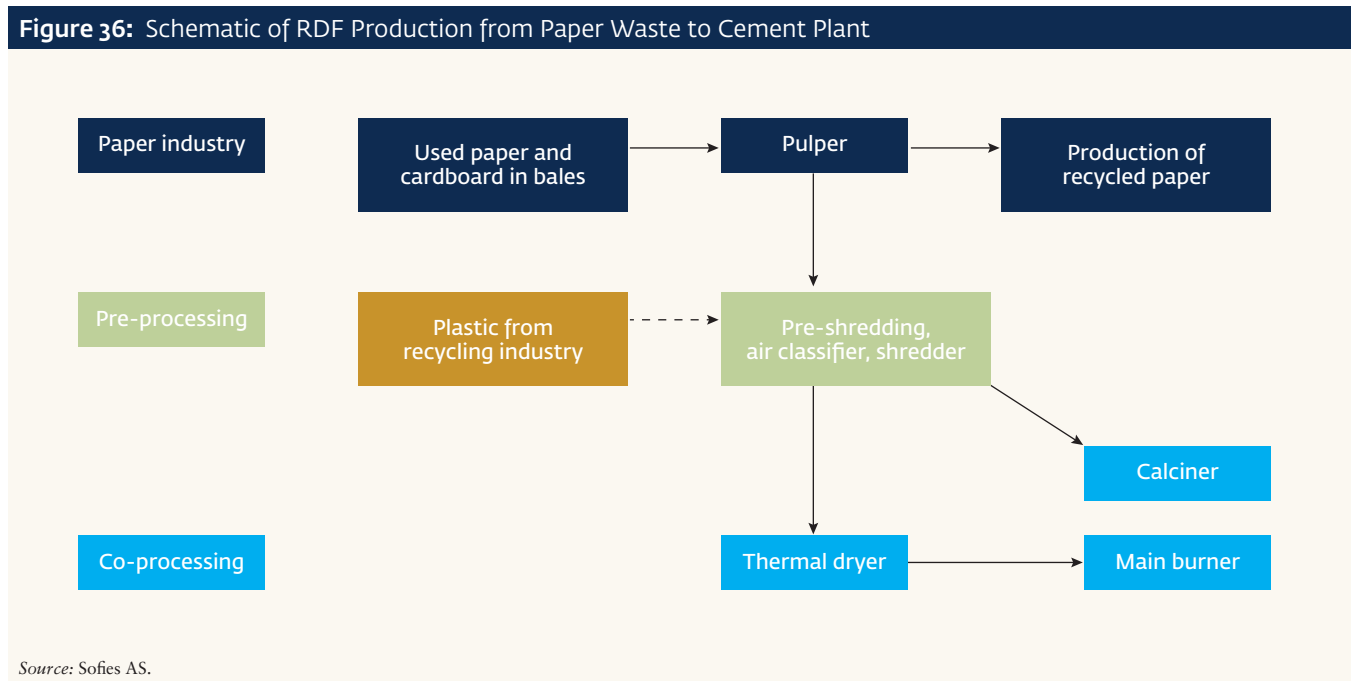 Figure 36: Schematic of RDF Production from Paper Waste to Cement Plant
Paper industry
Used paper and
cardboard in bales
Pulper
Production of
recycled paper
Pre-processing
Plastic from
recycling industry
Pre-shredding,
air classifier, shredder
Calciner
Co-processing
Thermal dryer
Main burner
Source: Sofies AS.